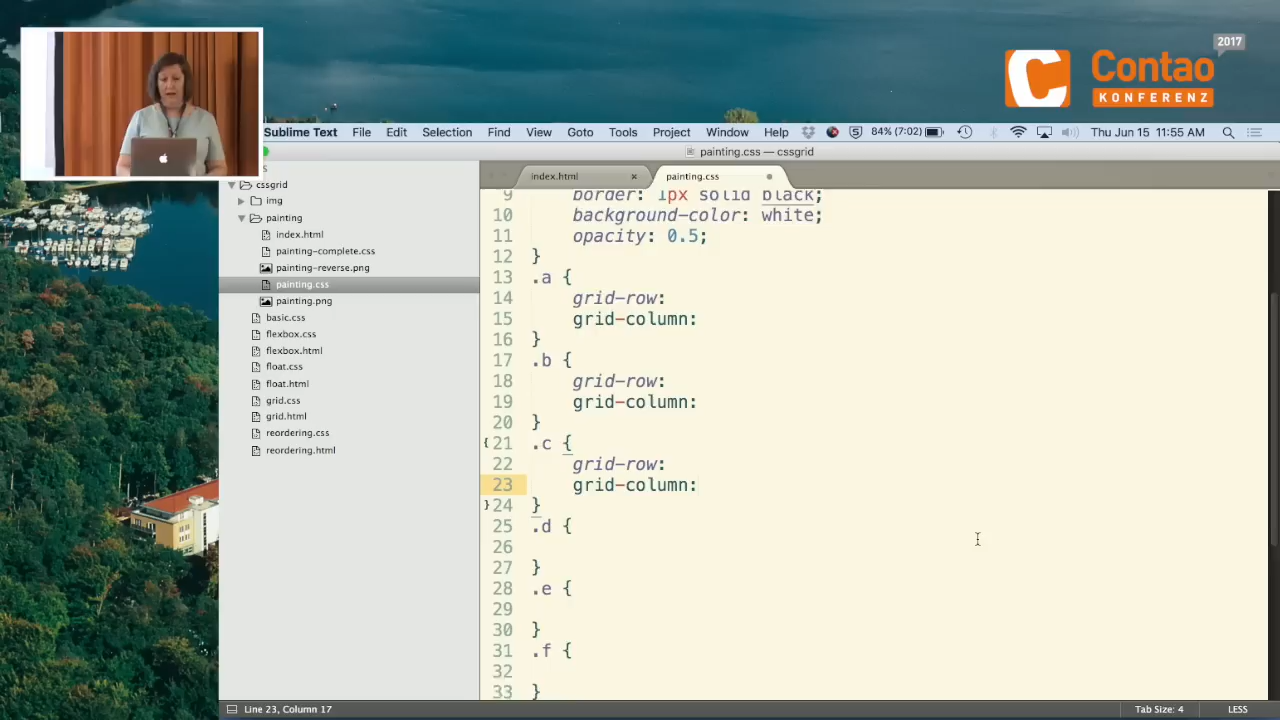 2017
Contao
KONFERENZ
Sublime Text File Edit Selection Find View Goto Tools Project Window Help 84% (7:02) Thu Jun 15 11:55 AM
painting.css — cssgrid
index.html × painting.css
cssgrid
img
painting
index.html
painting-complete.css
painting-reverse.png
painting.css
painting.png
basic.css
flexbox.css
flexbox.html
float.css
float.html
grid.css
grid.html
reordering.css
reordering.html
9 border: 1px solid black;
10 background-color: white;
11 opacity: 0.5;
12 }
13 .a {
14 grid-row:
15 grid-column:
16 }
17 .b {
18 grid-row:
19 grid-column:
20 }
{ 21 .c {
22 grid-row:
23 grid-column:
} 24 }
25 .d {
26
27 }
28 .e {
29
30 }
31 .f {
32
33 }
Line 23, Column 17 Tab Size: 4 LESS